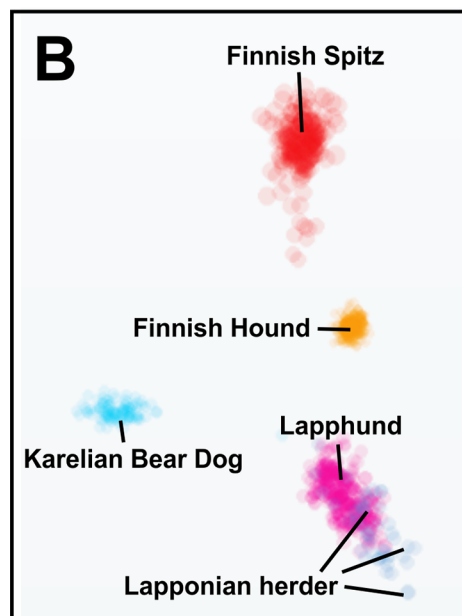 B
Finnish Spitz
Finnish Hound
Lapphund
Karelian Bear Dog
Lapponian herder